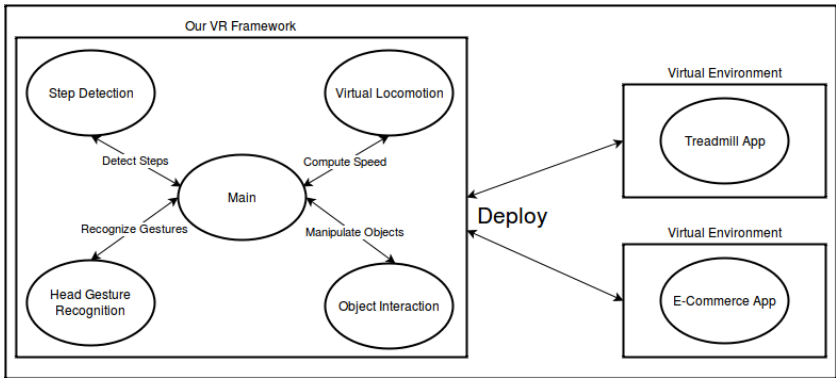 Our VR Framework
Step Detection
Virtual Locomotion
Detect Steps
Compute Speed
Main
Recognize Gestures
Manipulate Objects
Head Gesture
Recognition
Object Interaction
Deploy
Virtual Environment
Treadmill App
Virtual Environment
E-Commerce App